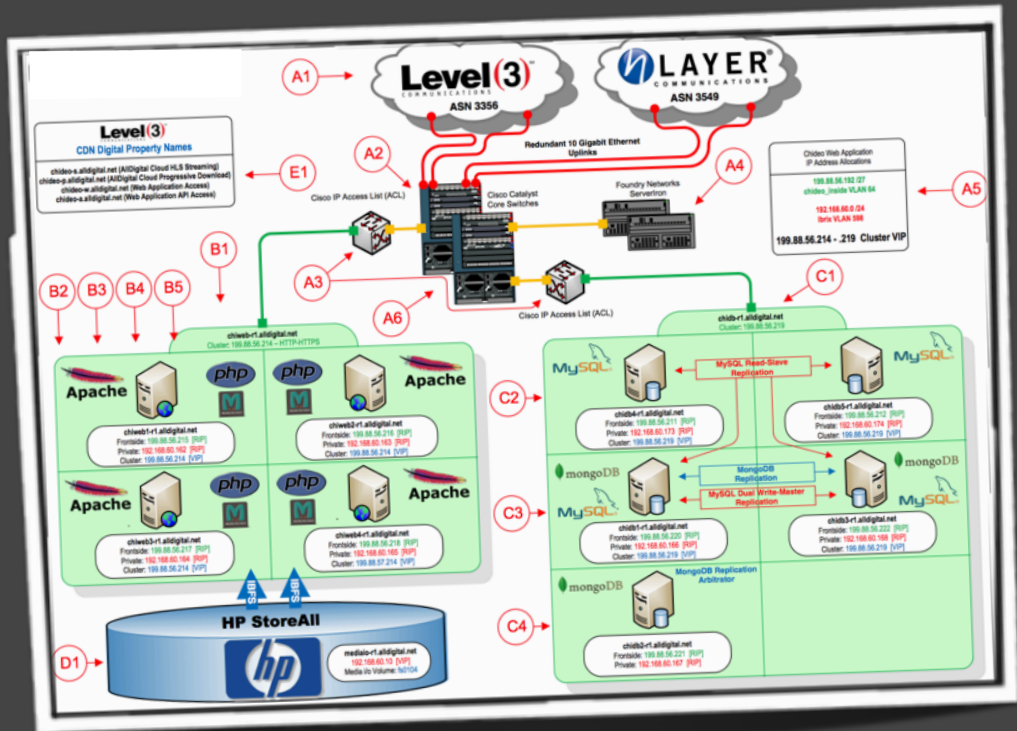 A1
Level(3)™
COMMUNICATIONS
ASN 3356
nLAYER®
COMMUNICATIONS
ASN 3549
Level(3)
COMMUNICATIONS
CDN Digital Property Names
chideo-s.alldigital.net (AllDigital Cloud HLS Streaming)
chideo-p.alldigital.net (AllDigital Cloud Progressive Download)
chideo-w.alldigital.net (Web Application Access)
chideo-a.alldigital.net (Web Application API Access)
E1
A2
Redundant 10 Gigabit Ethernet
Uplinks
A4
Chideo Web Application
IP Address Allocations
199.88.56.192 /27
chideo_inside VLAN 64
192.168.60.0 /24
Ibrix VLAN 598
199.88.56.214 - .219 Cluster VIP
A5
Cisco IP Access List (ACL)
Cisco Catalyst
Core Switches
Foundry Networks
ServerIron
A3
A6
Cisco IP Access List (ACL)
B1
B2
B3
B4
B5
C1
chiweb-r1.alldigital.net
Cluster: 199.88.56.214 – HTTP-HTTPS
Apache
php
M
php
M
Apache
chiweb1-r1.alldigital.net
Frontside: 199.88.56.215 [RIP]
Private: 192.168.60.162 [RIP]
Cluster: 199.88.56.214 [VIP]
chiweb2-r1.alldigital.net
Frontside: 199.88.56.216 [RIP]
Private: 192.168.60.163 [RIP]
Cluster: 199.88.56.214 [VIP]
Apache
php
M
php
M
Apache
chiweb3-r1.alldigital.net
Frontside: 199.88.56.217 [RIP]
Private: 192.168.60.164 [RIP]
Cluster: 199.88.56.214 [VIP]
chiweb4-r1.alldigital.net
Frontside: 199.88.56.218 [RIP]
Private: 192.168.60.165 [RIP]
Cluster: 199.88.57.214 [VIP]
IBFS
IBFS
HP StoreAll
hp
mediaio-r1.alldigital.net
192.168.60.10 [VIP]
Media i/o Volume:
D1
chidb-r1.alldigital.net
Cluster: 199.88.56.219
C2
MySQL
MySQL Read-Slave
Replication
MySQL
chidb4-r1.alldigital.net
Frontside: 199.88.56.211 [RIP]
Private: 192.168.60.173 [RIP]
Cluster: 199.88.56.219 [VIP]
chidb5-r1.alldigital.net
Frontside: 199.88.56.212 [RIP]
Private: 192.168.60.174 [RIP]
Cluster: 199.88.56.219 [VIP]
C3
mongoDB
MySQL
MongoDB
Replication
MySQL Dual Write-Master
Replication
mongoDB
MySQL
chidb1-r1.alldigital.net
Frontside: 199.88.56.220 [RIP]
Private: 192.168.60.166 [RIP]
Cluster: 199.88.56.219 [VIP]
chidb3-r1.alldigital.net
Frontside: 199.88.56.222 [RIP]
Private: 192.168.60.168 [RIP]
Cluster: 199.88.56.219 [VIP]
C4
mongoDB
MongoDB Replication
Arbitrator
chidb2-r1.alldigital.net
Frontside: 199.88.56.221 [RIP]
Private: 192.168.60.167 [RIP]